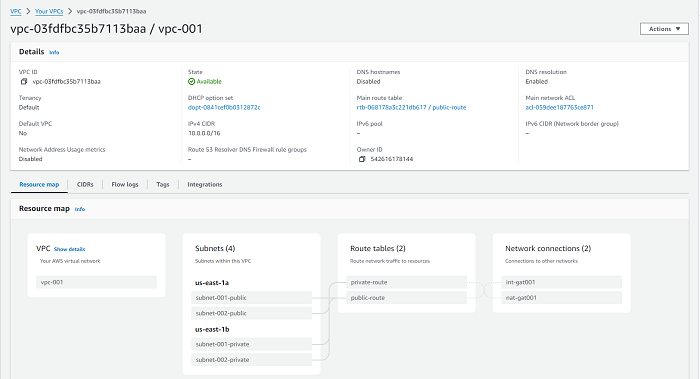 VPC > Your VPCs > vpc-03fdfbc35b7113baa
vpc-03fdfbc35b7113baa / vpc-001
Actions ▼
Details Info
VPC ID
vpc-03fdfbc35b7113baa
State
Available
DNS hostnames
Disabled
DNS resolution
Enabled
Tenancy
Default
DHCP option set
dopt-0841cef0b0312872c
Main route table
rtb-068178a3c221db617 / public-route
Main network ACL
acl-059dee187763ce871
Default VPC
No
IPv4 CIDR
10.0.0.0/16
IPv6 pool
–
IPv6 CIDR (Network border group)
–
Network Address Usage metrics
Disabled
Route 53 Resolver DNS Firewall rule groups
–
Owner ID
542616178144
Resource map
CIDRs
Flow logs
Tags
Integrations
Resource map Info
VPC Show details
Your AWS virtual network
vpc-001
Subnets (4)
Subnets within this VPC
us-east-1a
subnet-001-public
subnet-002-public
us-east-1b
subnet-001-private
subnet-002-private
Route tables (2)
Route network traffic to resources
private-route
public-route
Network connections (2)
Connections to other networks
int-gat001
nat-gat001